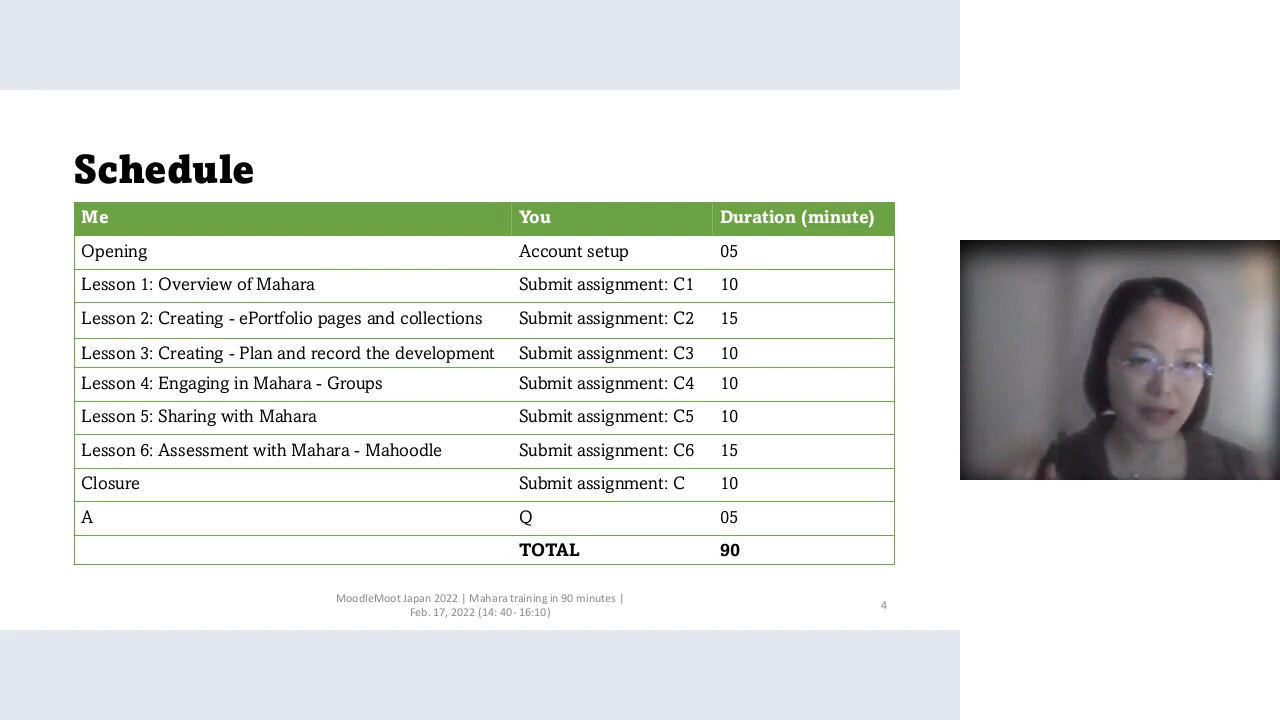 Schedule
Me You Duration (minute)
Opening Account setup 05
Lesson 1: Overview of Mahara Submit assignment: C1 10
Lesson 2: Creating - ePortfolio pages and collections Submit assignment: C2 15
Lesson 3: Creating - Plan and record the development Submit assignment: C3 10
Lesson 4: Engaging in Mahara - Groups Submit assignment: C4 10
Lesson 5: Sharing with Mahara Submit assignment: C5 10
Lesson 6: Assessment with Mahara - Mahoodle Submit assignment: C6 15
Closure Submit assignment: C 10
A Q 05
TOTAL 90
MoodleMoot Japan 2022 | Mahara training in 90 minutes |
Feb. 17, 2022 (14: 40- 16:10)
4